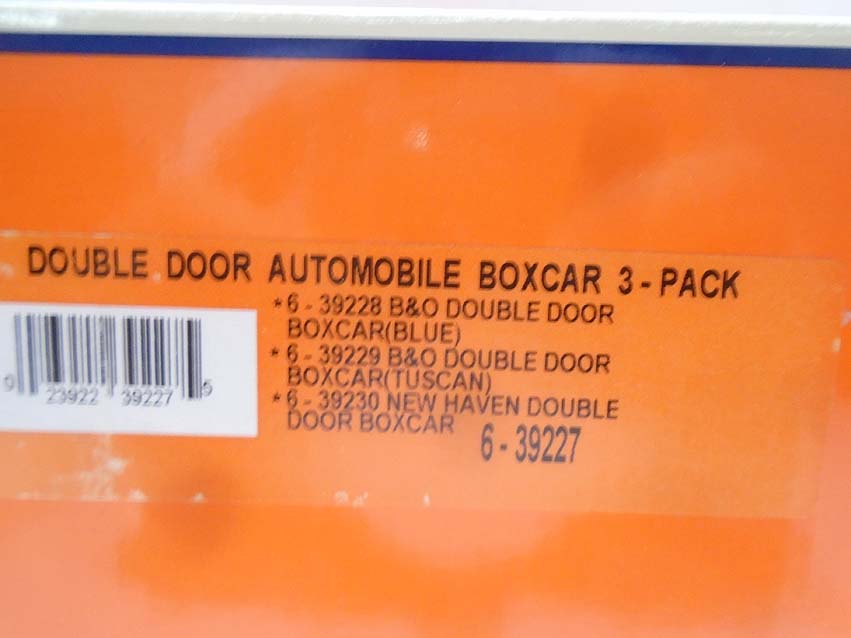 DOUBLE DOOR AUTOMOBILE BOXCAR 3-PACK
*6-39228 B&O DOUBLE DOOR
BOXCAR(BLUE)
*6-39229 B&O DOUBLE DOOR
BOXCAR(TUSCAN)
*6-39230 NEW HAVEN DOUBLE
DOOR BOXCAR
6-39227
0 23922 39227 5